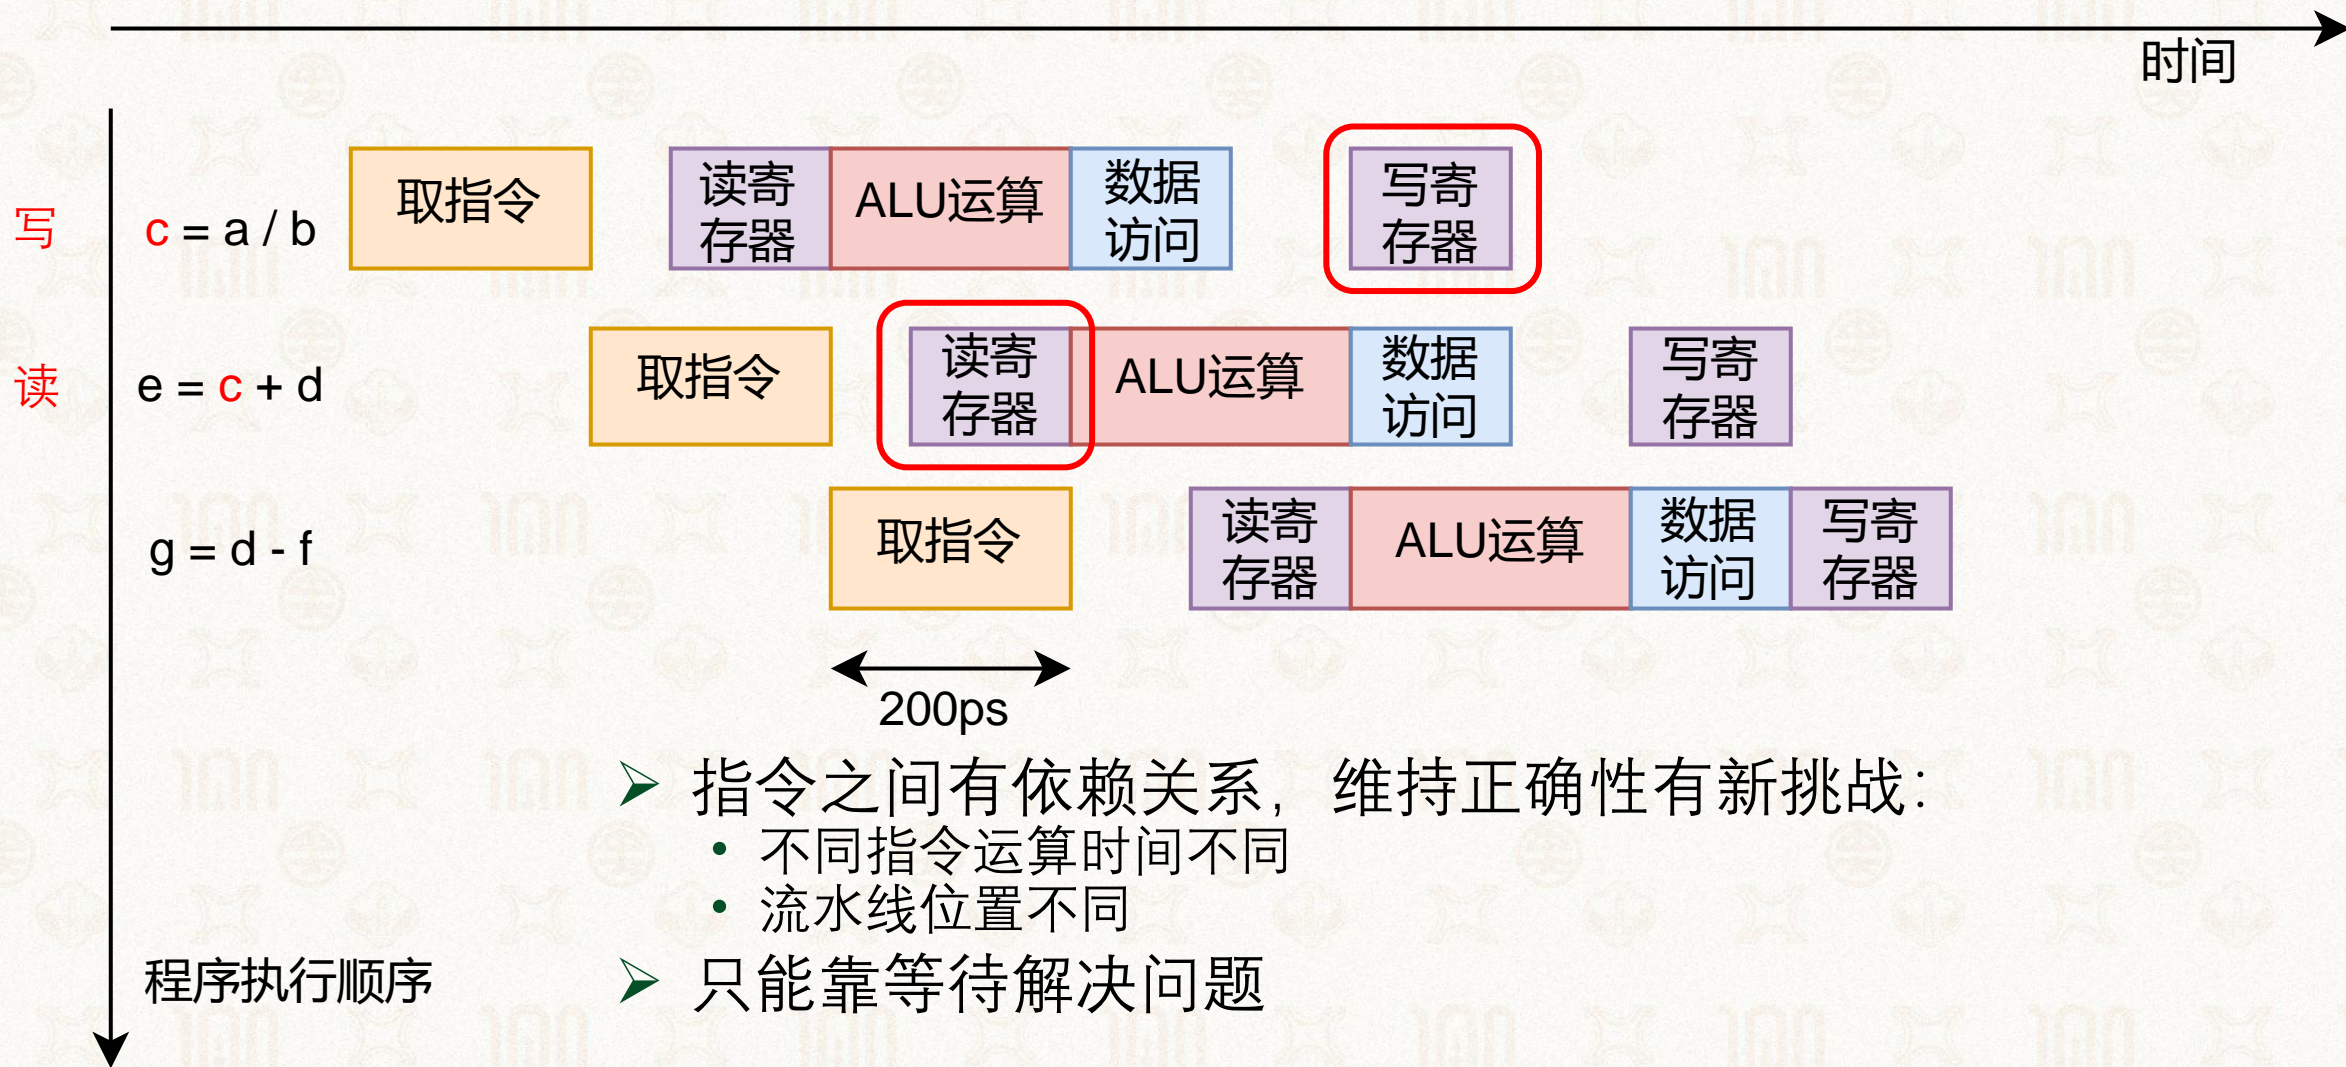 时间
写
c = a / b
取指令
读寄
存器
ALU运算
数据
访问
写寄
存器
读
e = c + d
取指令
读寄
存器
ALU运算
数据
访问
写寄
存器
g = d - f
取指令
读寄
存器
ALU运算
数据
访问
写寄
存器
200ps
指令之间有依赖关系，维持正确性有新挑战：
• 不同指令运算时间不同
• 流水线位置不同
程序执行顺序
只能靠等待解决问题